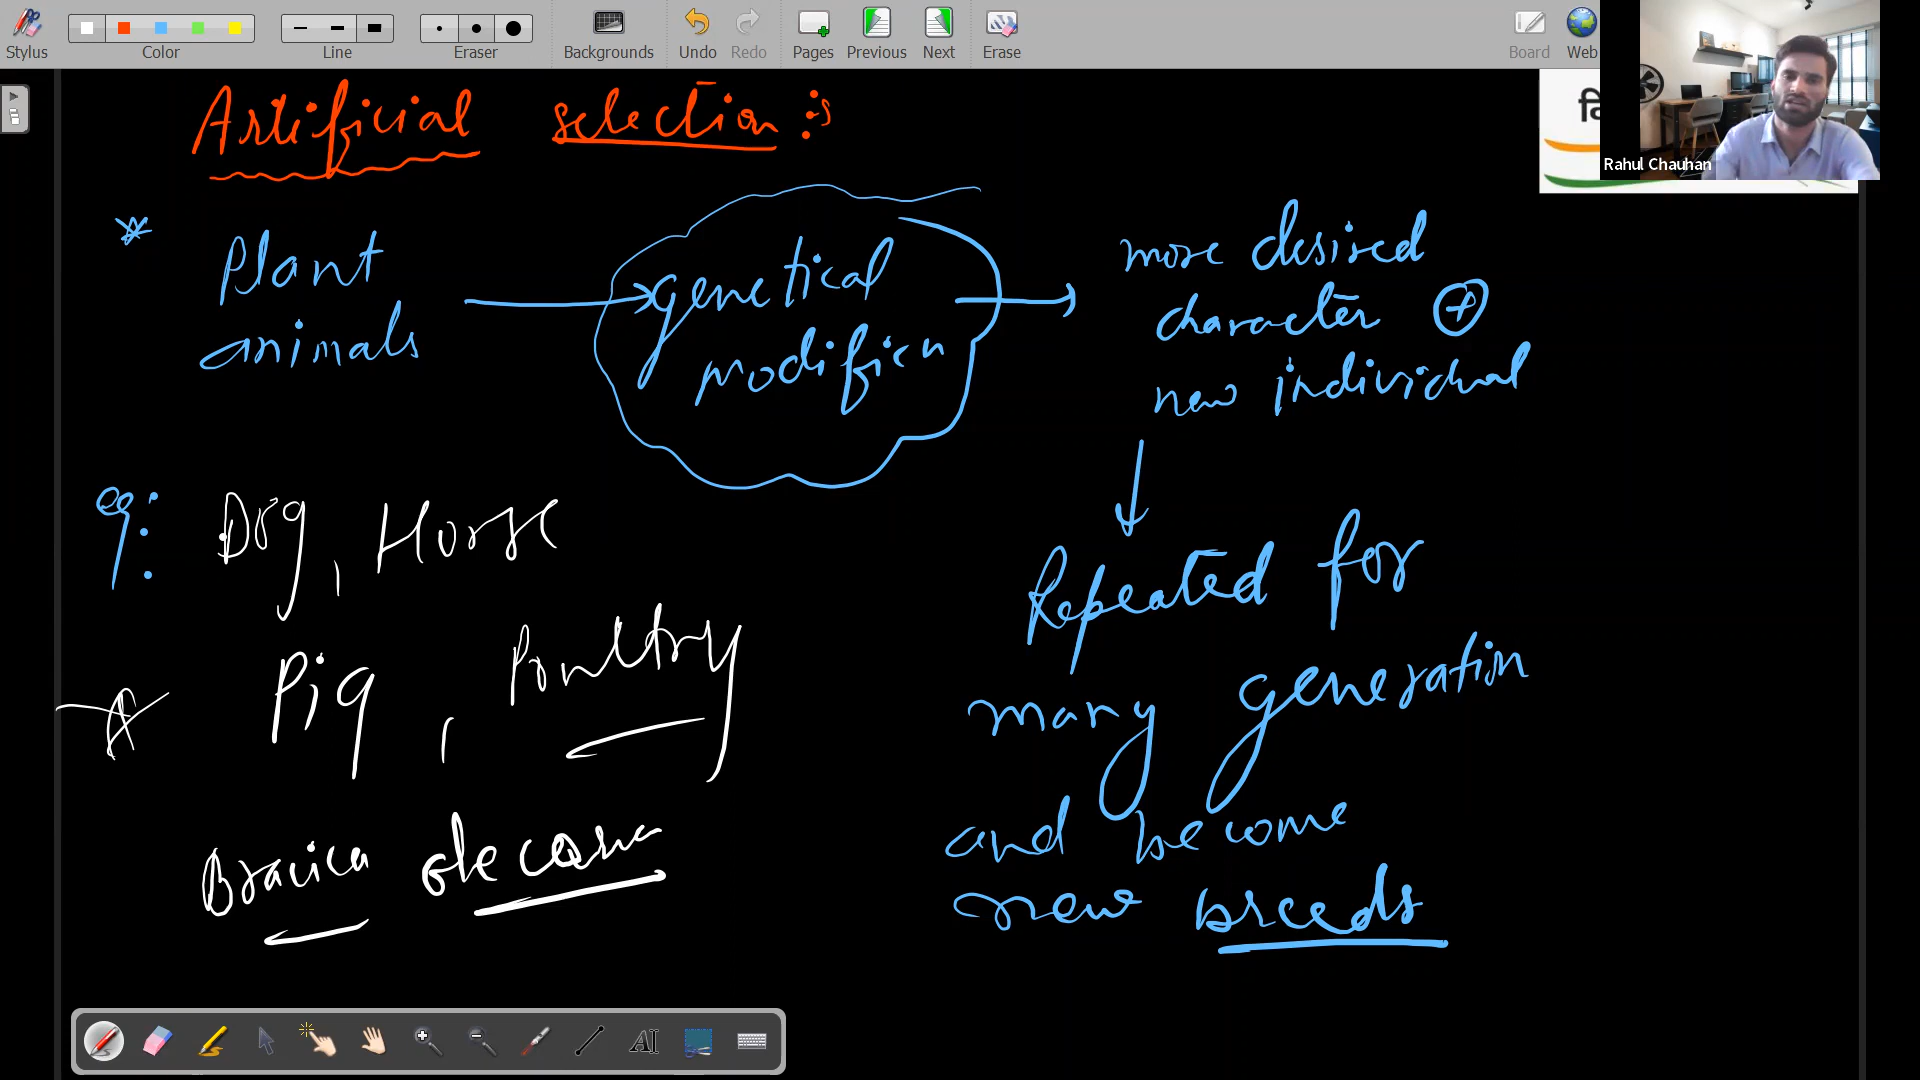 Stylus
Color
Line
Eraser
Backgrounds
Undo
Redo
Pages
Previous
Next
Erase
Board
Web
Rahul Chauhan
Artificial selection :-
* Plant
animals
genetical
modificn
more desired
character +
new individual
Repeated for
many generation
and become
new breeds
eg: Dog, Horse
Pig, Poultry
Bracica